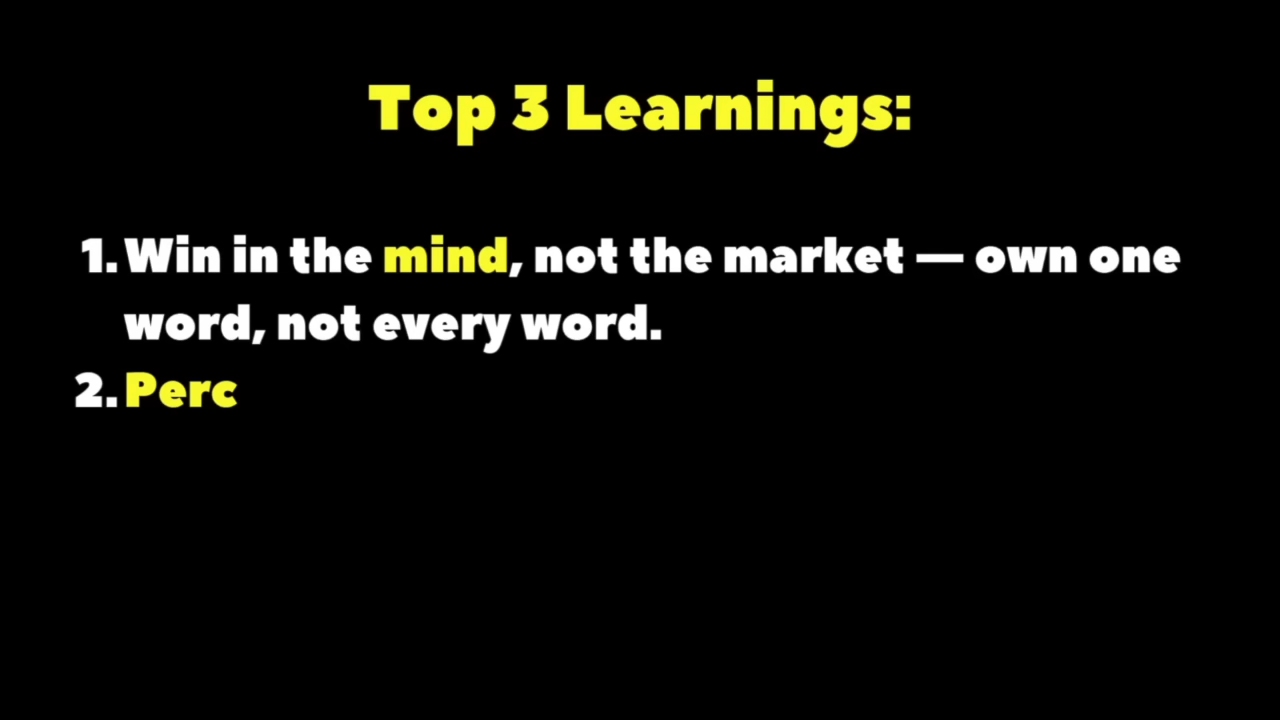 Top 3 Learnings:
1. Win in the mind, not the market — own one
word, not every word.
2. Perc